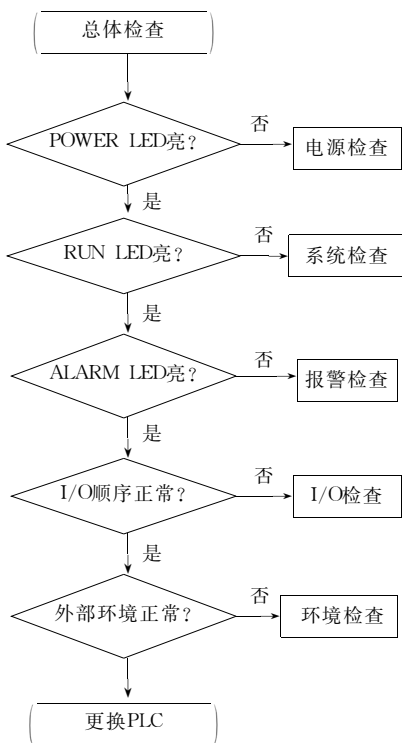 总体检查
POWER LED亮?
否
电源检查
是
RUN LED亮?
否
系统检查
是
ALARM LED亮?
否
报警检查
是
I/O顺序正常?
否
I/O检查
是
外部环境正常?
否
环境检查
更换PLC